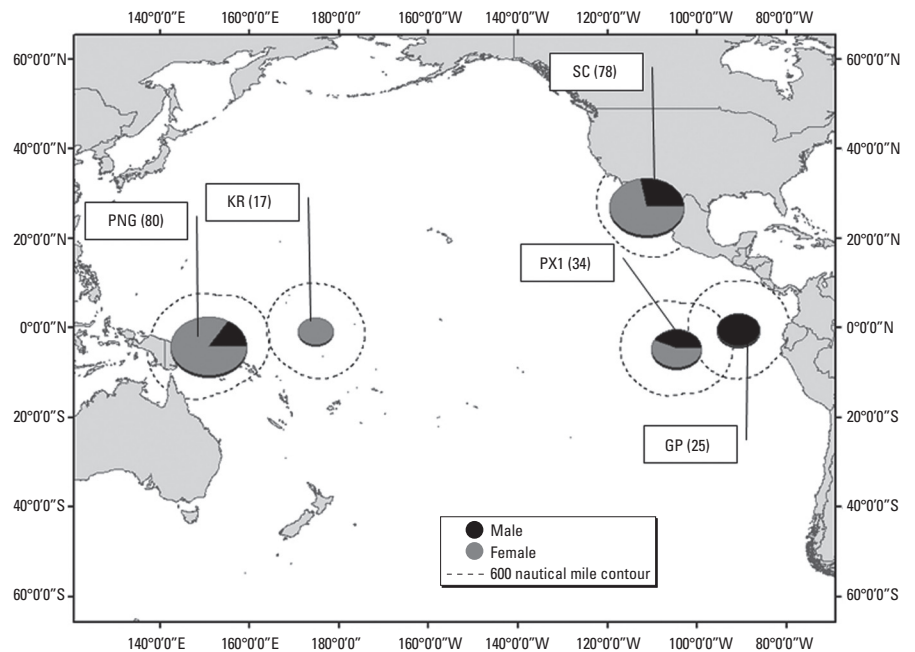 140°0'0"E 160°0'0"E 180°0'0" 160°0'0"W 140°0'0"W 120°0'0"W 100°0'0"W 80°0'0"W
60°0'0"N 60°0'0"N
SC (78)
40°0'0"N 40°0'0"N
KR (17)
PNG (80)
20°0'0"N 20°0'0"N
PX1 (34)
0°0'0"N 0°0'0"N
20°0'0"S 20°0'0"S
GP (25)
40°0'0"S 40°0'0"S
Male
Female
600 nautical mile contour
60°0'0"S 60°0'0"S
140°0'0"E 160°0'0"E 180°0'0" 160°0'0"W 140°0'0"W 120°0'0"W 100°0'0"W 80°0'0"W